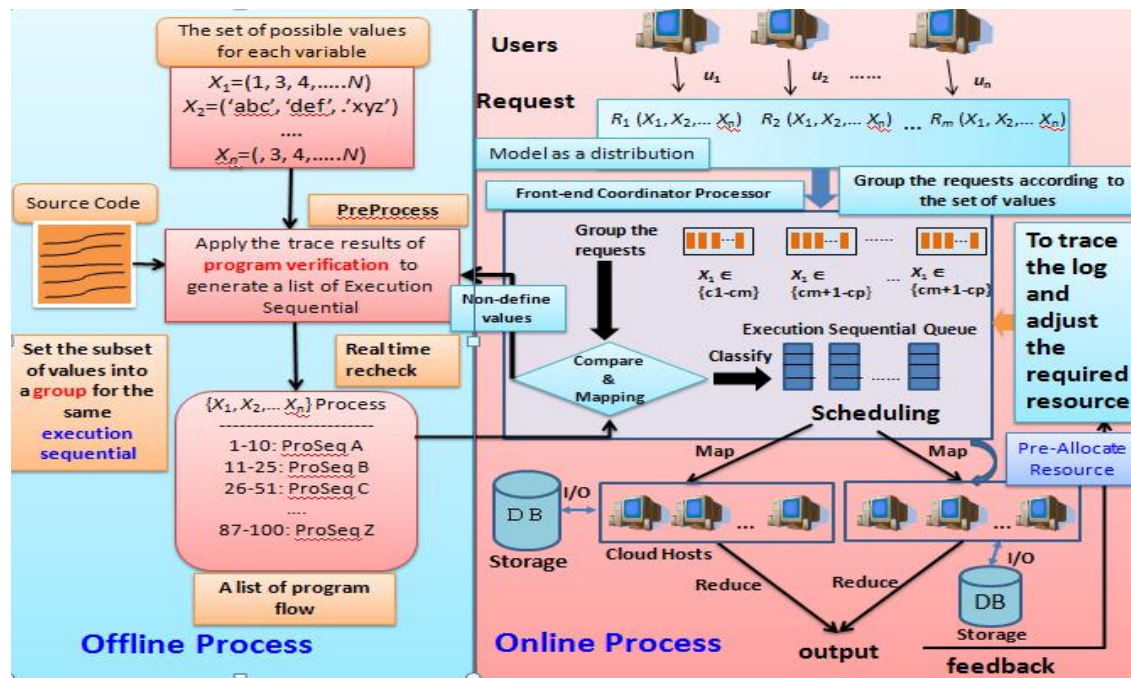 The set of possible values
for each variable
X1=(1, 3, 4,.....N)
X2=('abc', 'def', .'xyz')
....
Xn=(, 3, 4,.....N)
Source Code
PreProcess
Apply the trace results of
program verification to
generate a list of Execution
Sequential
Set the subset
of values into
a group for the
same
execution
sequential
Real time
recheck
{X1, X2,... Xn} Process
------------------------
1-10: ProSeq A
11-25: ProSeq B
26-51: ProSeq C
....
87-100: ProSeq Z
A list of program
flow
Offline Process
Users
u1
u2
......
un
Request
R1 (X1, X2,... Xn)
R2 (X1, X2,... Xn)
...
Rm (X1, X2,... Xn)
Model as a distribution
Front-end Coordinator Processor
Group the requests according to
the set of values
Group the
requests
...
...
......
...
X1 ∈
{c1-cm}
X1 ∈
{cm+1-cp}
...
X1 ∈
{cm+1-cp}
Non-define
values
Execution Sequential Queue
Compare
&
Mapping
Classify
......
Scheduling
To trace
the log
and
adjust
the
required
resource
Pre-Allocate
Resource
Map
Map
DB
I/O
Storage
...
Cloud Hosts
...
Reduce
Reduce
I/O
DB
Storage
Online Process
output
feedback